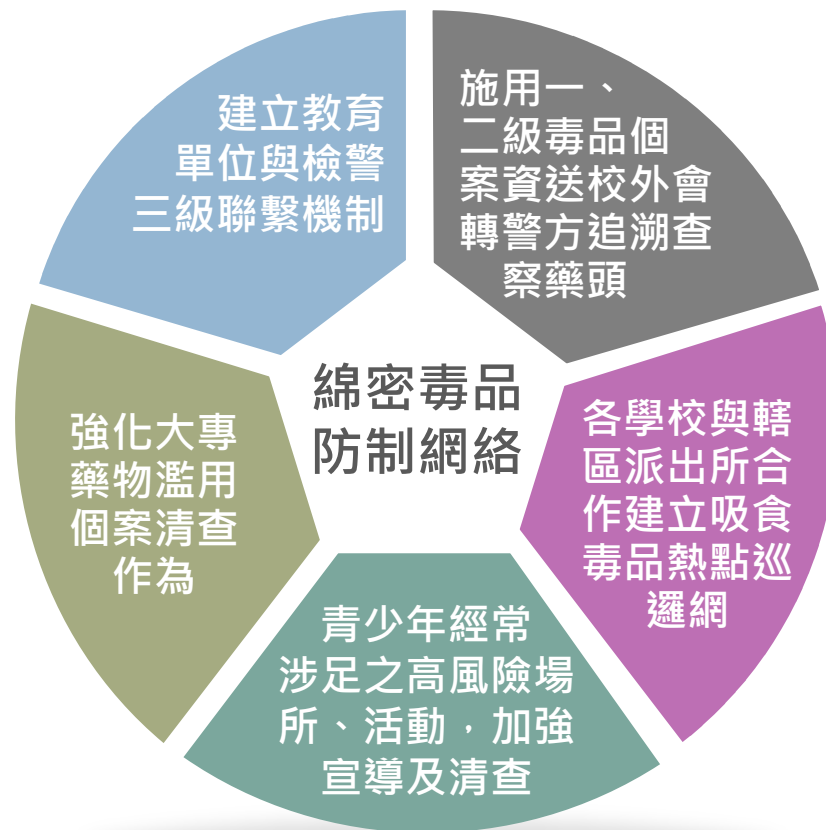 建立教育
單位與檢警
三級聯繫機制
施用一、
二級毒品個
案資送校外會
轉警方追溯查
察藥頭
綿密毒品
防制網絡
各學校與轄
區派出所合
作建立吸食
毒品熱點巡
邏網
強化大專
藥物濫用
個案清查
作為
青少年經常
涉足之高風險場
所、活動，加強
宣導及清查